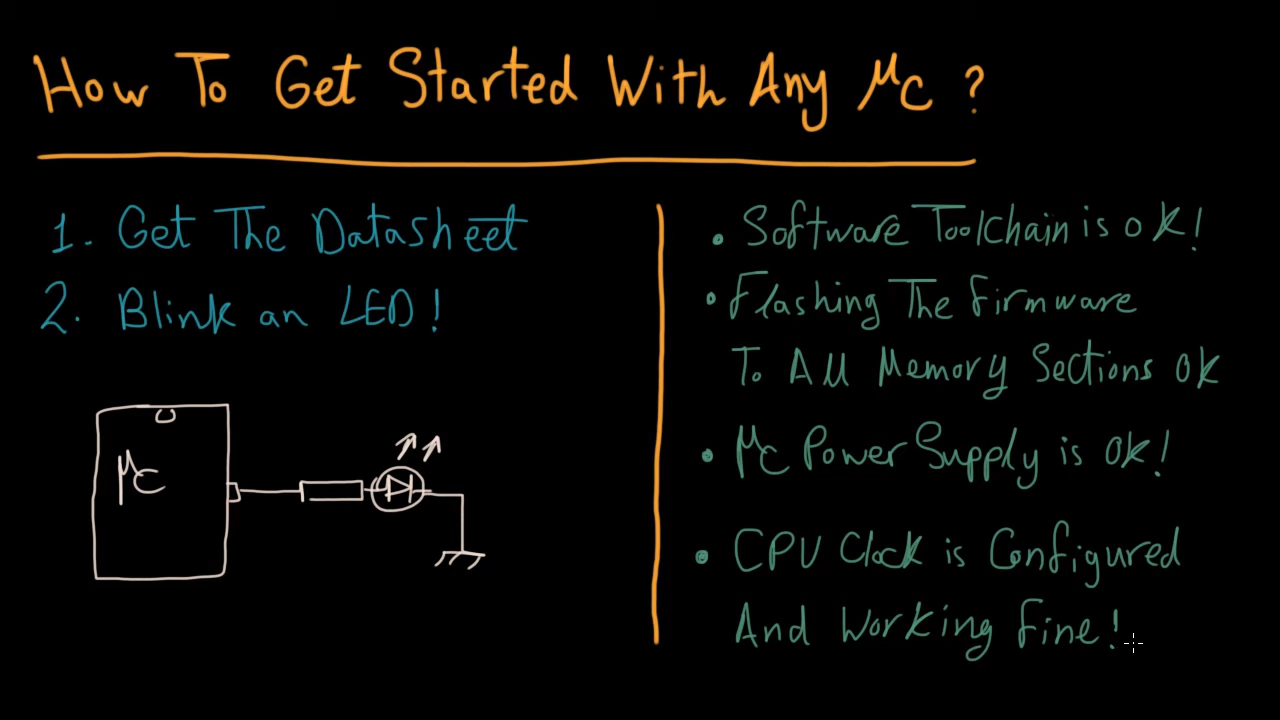 How To Get Started With Any μC ?
1. Get The Datasheet
2. Blink an LED!
μC
• Software ToolChain is ok!
• Flashing The firmware
To All Memory Sections ok
• μC Power Supply is ok!
• CPU Clock is Configured
And Working fine!